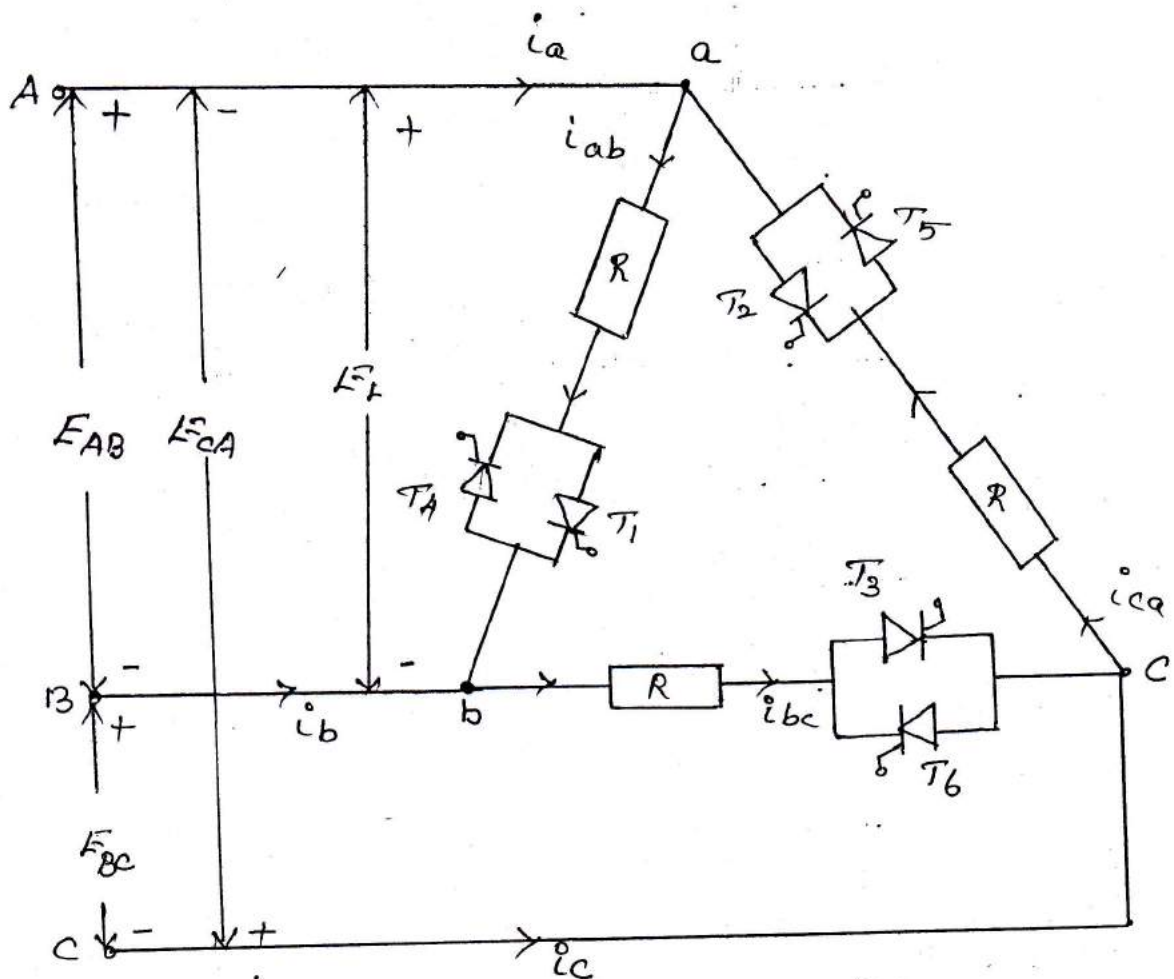 ia
a
A
+
-
+
iab
T5
R
T2
EAB
ECA
EL
TA
T1
R
T3
ica
-
-
B
+
ib
b
R
ibc
C
T6
EBC
C
-
+
ic